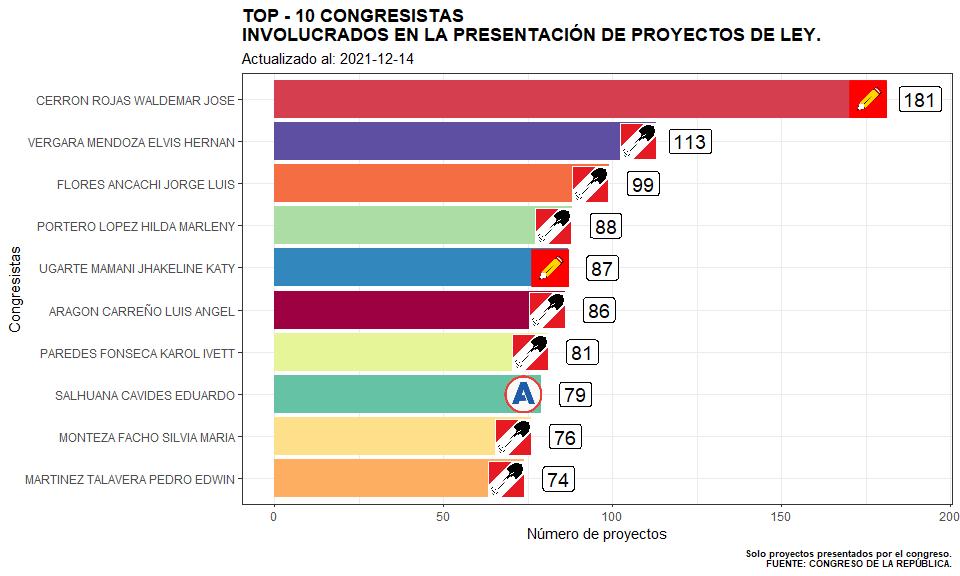 TOP - 10 CONGRESISTAS
INVOLUCRADOS EN LA PRESENTACIÓN DE PROYECTOS DE LEY.
Actualizado al: 2021-12-14
Congresistas
CERRON ROJAS WALDEMAR JOSE 181
VERGARA MENDOZA ELVIS HERNAN 113
FLORES ANCACHI JORGE LUIS 99
PORTERO LOPEZ HILDA MARLENY 88
UGARTE MAMANI JHAKELINE KATY 87
ARAGON CARREÑO LUIS ANGEL 86
PAREDES FONSECA KAROL IVETT 81
SALHUANA CAVIDES EDUARDO A 79
MONTEZA FACHO SILVIA MARIA 76
MARTINEZ TALAVERA PEDRO EDWIN 74
0 50 100 150 200
Número de proyectos
Solo proyectos presentados por el congreso.
FUENTE: CONGRESO DE LA REPÚBLICA.